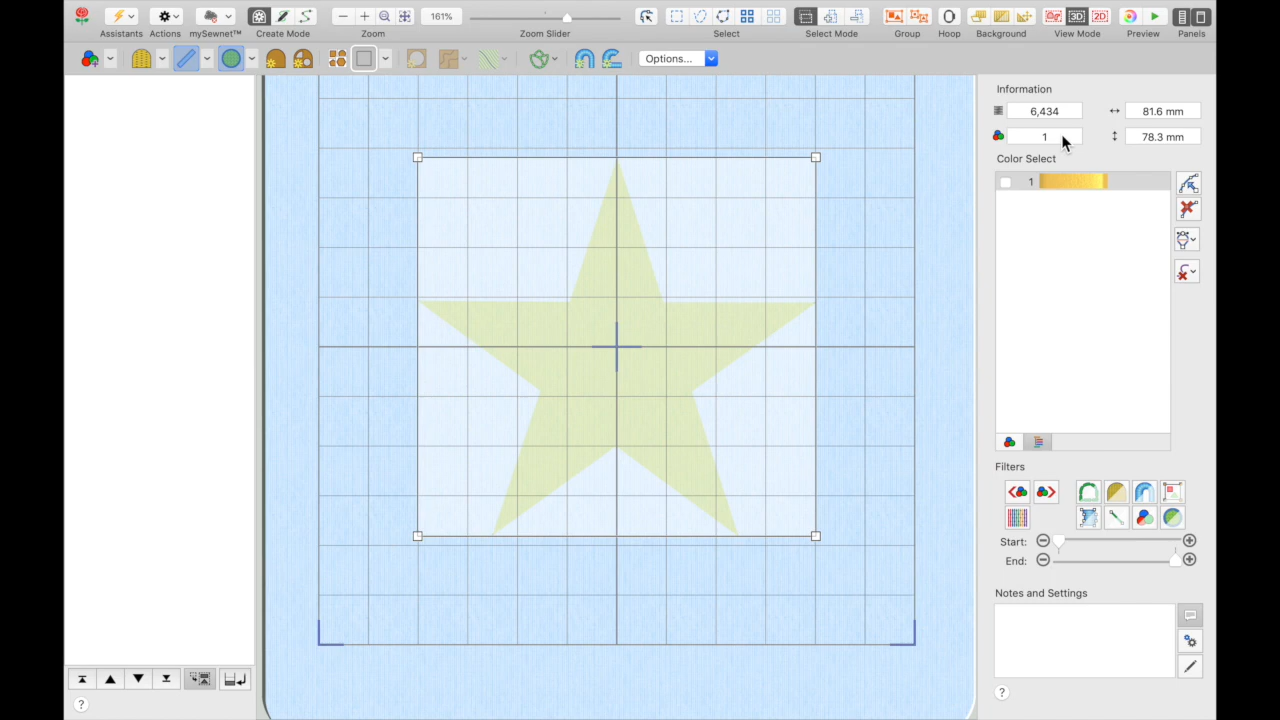 161%
Assistants Actions mySewnet™ Create Mode Zoom Zoom Slider Select Select Mode Group Hoop Background View Mode Preview Panels
3D 2D
Options...
Information
6,434 81.6 mm
1 78.3 mm
Color Select
1
Filters
Start:
End:
Notes and Settings
? ?